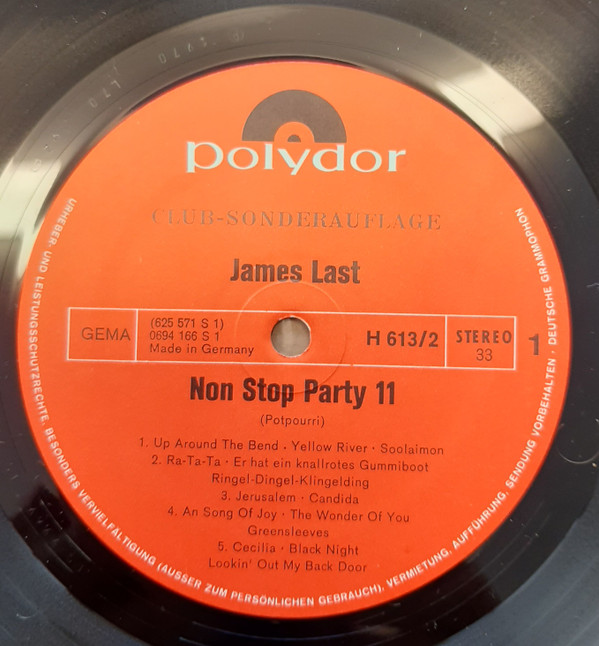 polydor
CLUB-SONDERAUFLAGE
James Last
GEMA
(625 571 S 1)
0694 166 S 1
Made in Germany
H 613/2
STEREO
33
1
Non Stop Party 11
(Potpourri)
1. Up Around The Bend · Yellow River · Soolaimon
2. Ra-Ta-Ta · Er hat ein knallrotes Gummiboot
Ringel-Dingel-Klingelding
3. Jerusalem · Candida
4. An Song Of Joy · The Wonder Of You
Greensleeves
5. Cecilia · Black Night
Lookin' Out My Back Door
URHEBER- UND LEISTUNGSSCHUTZRECHTE, BESONDERS VERVIELFÄLTIGUNG (AUSSER ZUM PERSÖNLICHEN GEBRAUCH), VERMIETUNG, AUFFÜHRUNG, SENDUNG VORBEHALTEN · DEUTSCHE GRAMMOPHON